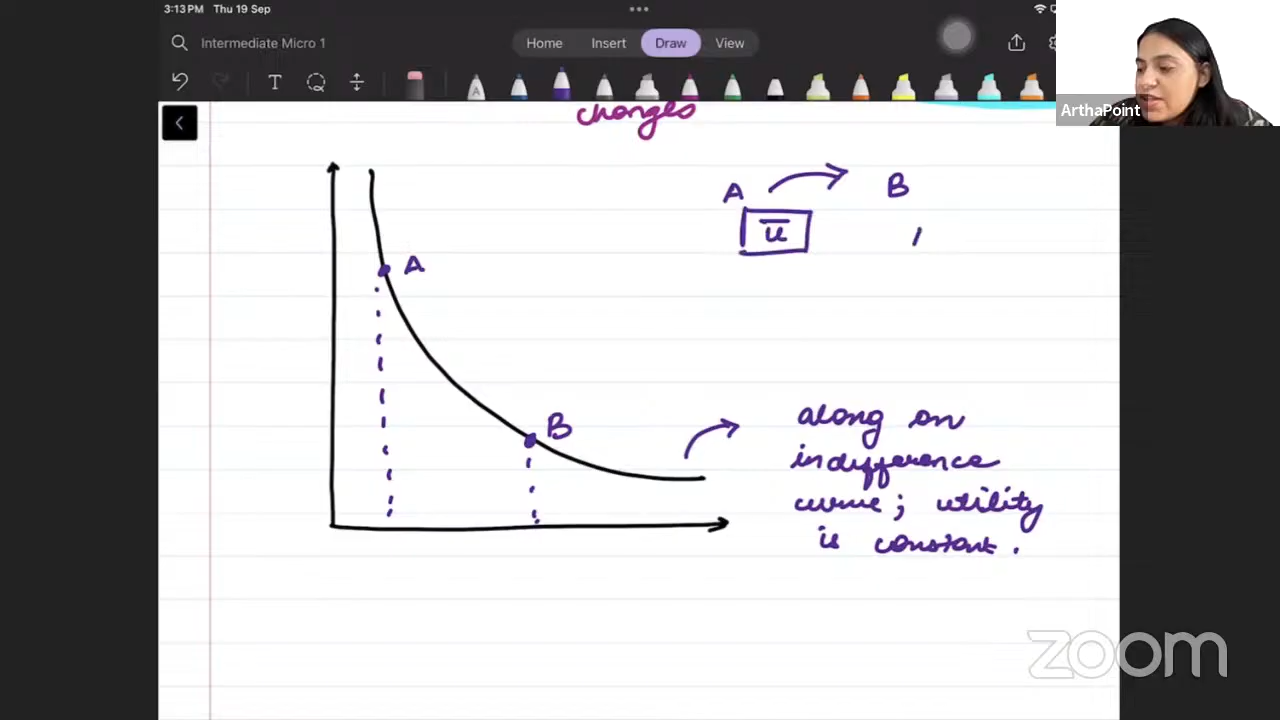 3:13 PM Thu 19 Sep
Intermediate Micro 1
Home Insert Draw View
T
A
ArthaPoint
changes
A B
u̅
A
B
along an
indifference
curve; utility
is constant.
zoom